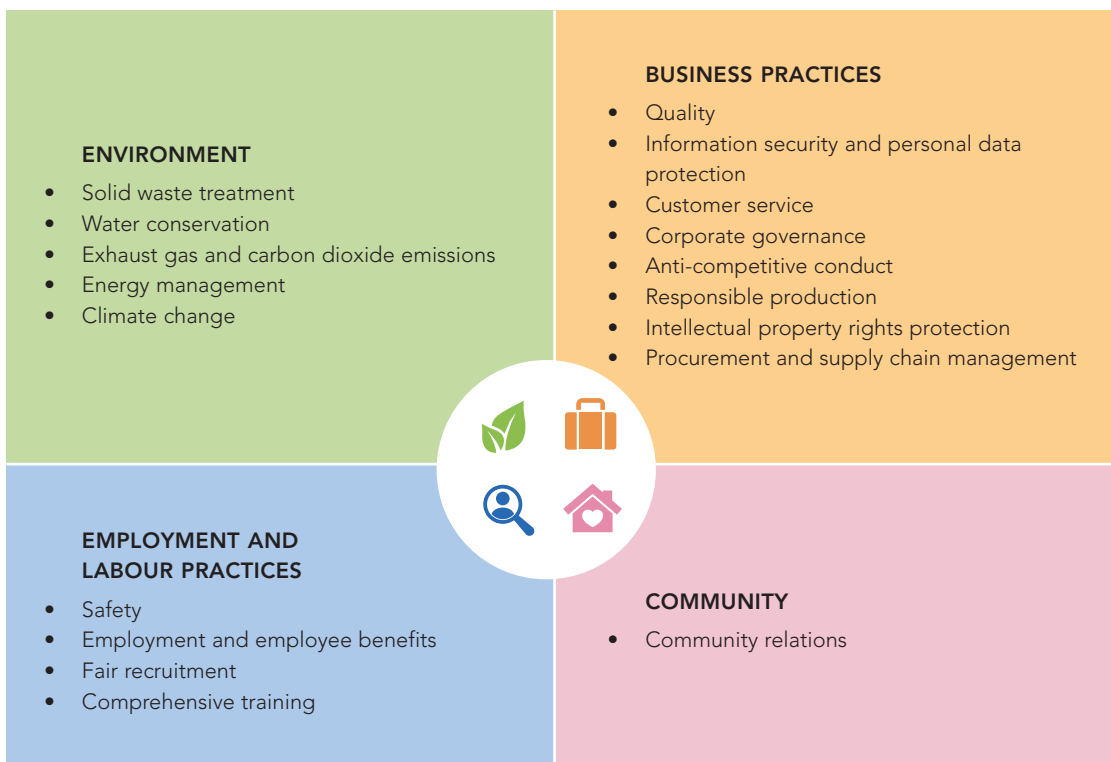 ENVIRONMENT
• Solid waste treatment
• Water conservation
• Exhaust gas and carbon dioxide emissions
• Energy management
• Climate change
BUSINESS PRACTICES
• Quality
• Information security and personal data
protection
• Customer service
• Corporate governance
• Anti-competitive conduct
• Responsible production
• Intellectual property rights protection
• Procurement and supply chain management
EMPLOYMENT AND
LABOUR PRACTICES
• Safety
• Employment and employee benefits
• Fair recruitment
• Comprehensive training
COMMUNITY
• Community relations